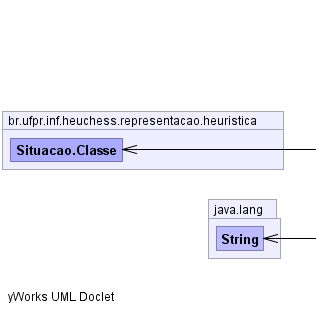 br.ufpr.inf.heuchess.representacao.heuristica
Situacao.Classe
java.lang
String
yWorks UML Doclet